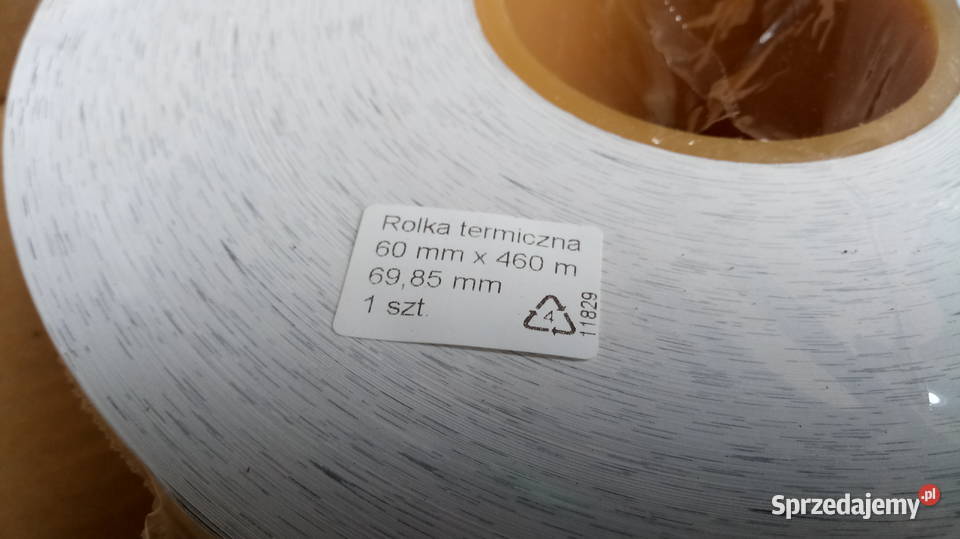 Rolka termiczna
60 mm x 460 m
69,85 mm
1 szt.
4
11829
Sprzedajemy.pl